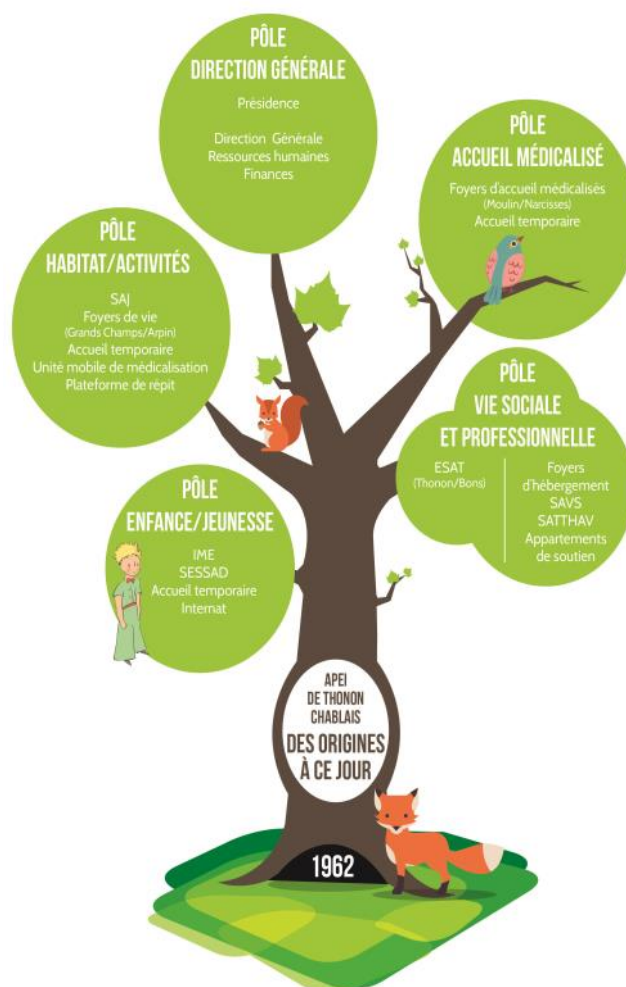 PÔLE
DIRECTION GÉNÉRALE
Présidence
Direction Générale
Ressources humaines
Finances
PÔLE
ACCUEIL MÉDICALISÉ
Foyers d'accueil médicalisés
(Moulin/Narcisses)
Accueil temporaire
PÔLE
HABITAT/ACTIVITÉS
SAJ
Foyers de vie
(Grands Champs/Arpin)
Accueil temporaire
Unité mobile de médicalisation
Plateforme de répit
PÔLE
VIE SOCIALE
ET PROFESSIONNELLE
ESAT
(Thonon/Bons)
Foyers
d'hébergement
SAVS
SATTHAV
Appartements
de soutien
PÔLE
ENFANCE/JEUNESSE
IME
SESSAD
Accueil temporaire
Internat
APEI
DE THONON
CHABLAIS
DES ORIGINES
À CE JOUR
1962